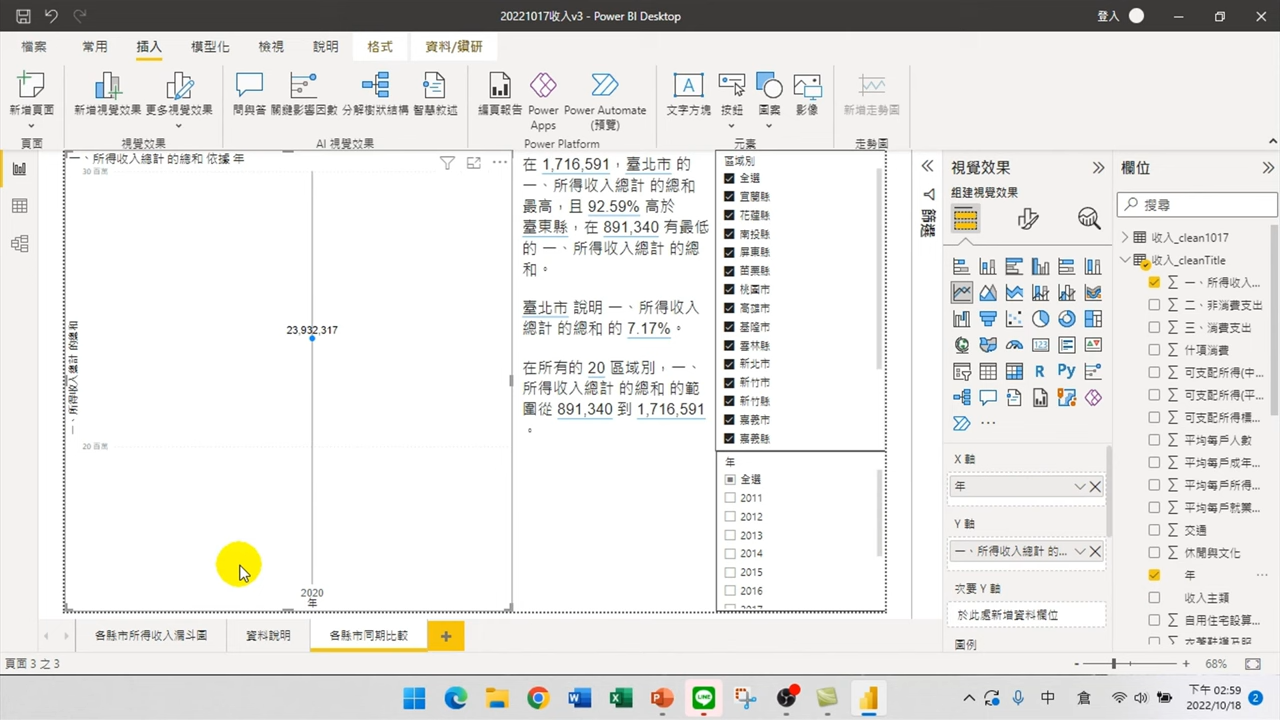 20221017收入v3 - Power BI Desktop
登入
檔案
常用
插入
模型化
檢視
說明
格式
資料/鑽研
新增頁面
新增視覺效果
更多視覺效果
問與答
關鍵影響因數
分解樹狀結構
智慧敘述
編頁報告
Power Apps
Power Automate (預覽)
文字方塊
按鈕
圖案
影像
新增走勢圖
頁面
視覺效果
AI 視覺效果
Power Platform
元素
走勢圖
一、所得收入總計 的總和 依據 年
30 百萬
23,932,317
20 百萬
一、所得收入總計 的總和
2020
年
在 1,716,591，臺北市 的
一、所得收入總計 的總和
最高，且 92.59% 高於
臺東縣，在 891,340 有最低
的 一、所得收入總計 的總
和。
臺北市 說明 一、所得收入
總計 的總和 的 7.17%。
在所有的 20 區域別，一、
所得收入總計 的總和 的範
圍從 891,340 到 1,716,591
。
區域別
全選
宜蘭縣
花蓮縣
南投縣
屏東縣
苗栗縣
桃園市
高雄市
基隆市
雲林縣
新北市
新竹市
新竹縣
嘉義市
嘉義縣
年
全選
2011
2012
2013
2014
2015
2016
2017
篩選
視覺效果
組建視覺效果
R
Py
123
X 軸
年
Y 軸
一、所得收入總計 的...
次要 Y 軸
於此處新增資料欄位
圖例
欄位
搜尋
收入_clean1017
收入_cleanTitle
一、所得收入...
二、非消費支出
三、消費支出
什項消費
可支配所得(中...
可支配所得(平...
可支配所得標...
平均每戶人數
平均每戶成年...
平均每戶所得...
平均每戶就業...
交通
休閒與文化
年
收入主類
自用住宅設算...
各縣市所得收入漏斗圖
資料說明
各縣市同期比較
頁面 3 之 3
68%
中
倉
下午 02:59
2022/10/18
2